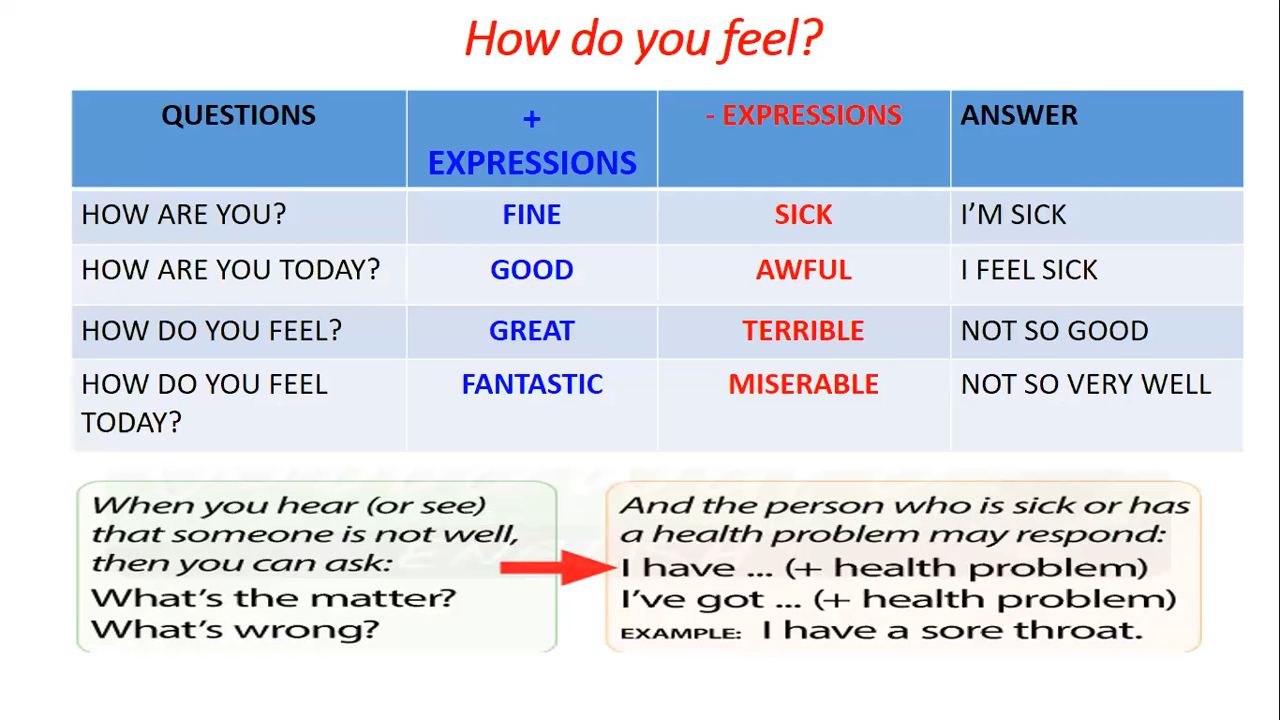 How do you feel?
QUESTIONS
+
EXPRESSIONS
- EXPRESSIONS
ANSWER
HOW ARE YOU?
FINE
SICK
I'M SICK
HOW ARE YOU TODAY?
GOOD
AWFUL
I FEEL SICK
HOW DO YOU FEEL?
GREAT
TERRIBLE
NOT SO GOOD
HOW DO YOU FEEL
TODAY?
FANTASTIC
MISERABLE
NOT SO VERY WELL
When you hear (or see)
that someone is not well,
then you can ask:
What's the matter?
What's wrong?
And the person who is sick or has
a health problem may respond:
I have ... (+ health problem)
I've got ... (+ health problem)
EXAMPLE: I have a sore throat.